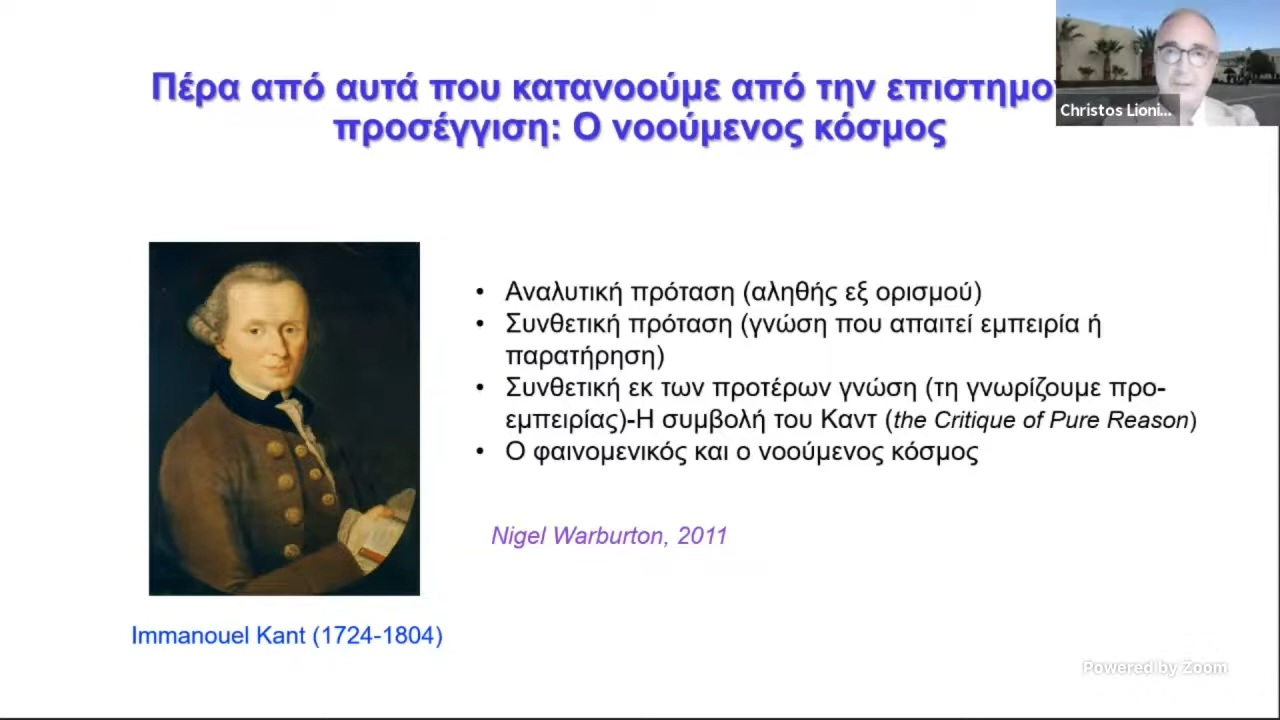 Πέρα από αυτά που κατανοούμε από την επιστημο
προσέγγιση: Ο νοούμενος κόσμος
Christos Lioni...
• Αναλυτική πρόταση (αληθής εξ ορισμού)
• Συνθετική πρόταση (γνώση που απαιτεί εμπειρία ή
παρατήρηση)
• Συνθετική εκ των προτέρων γνώση (τη γνωρίζουμε προ-
εμπειρίας)-Η συμβολή του Καντ (the Critique of Pure Reason)
• Ο φαινομενικός και ο νοούμενος κόσμος
Nigel Warburton, 2011
Immanouel Kant (1724-1804)
Powered by Zoom